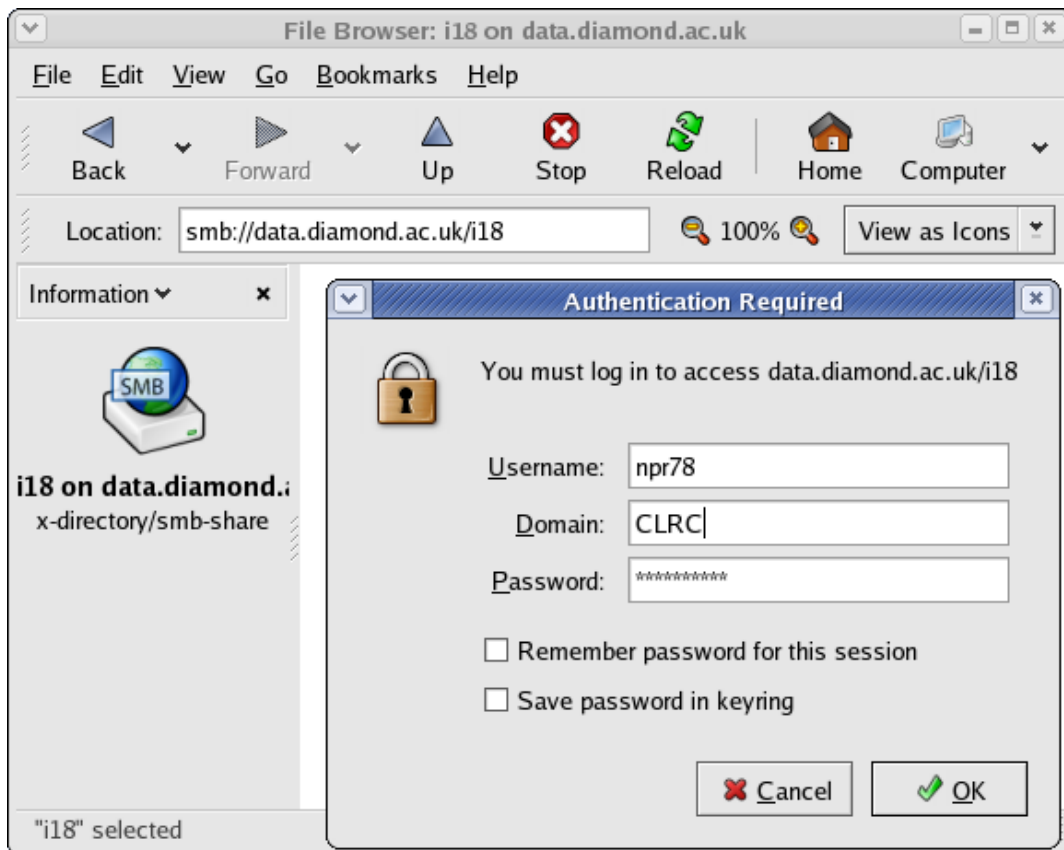 File Browser: i18 on data.diamond.ac.uk
File Edit View Go Bookmarks Help
Back Forward Up Stop Reload Home Computer
Location: smb://data.diamond.ac.uk/i18 100% View as Icons
Information
SMB
i18 on data.diamond.
x-directory/smb-share
Authentication Required
You must log in to access data.diamond.ac.uk/i18
Username: npr78
Domain: CLRC
Password: **********
Remember password for this session
Save password in keyring
Cancel OK
"i18" selected